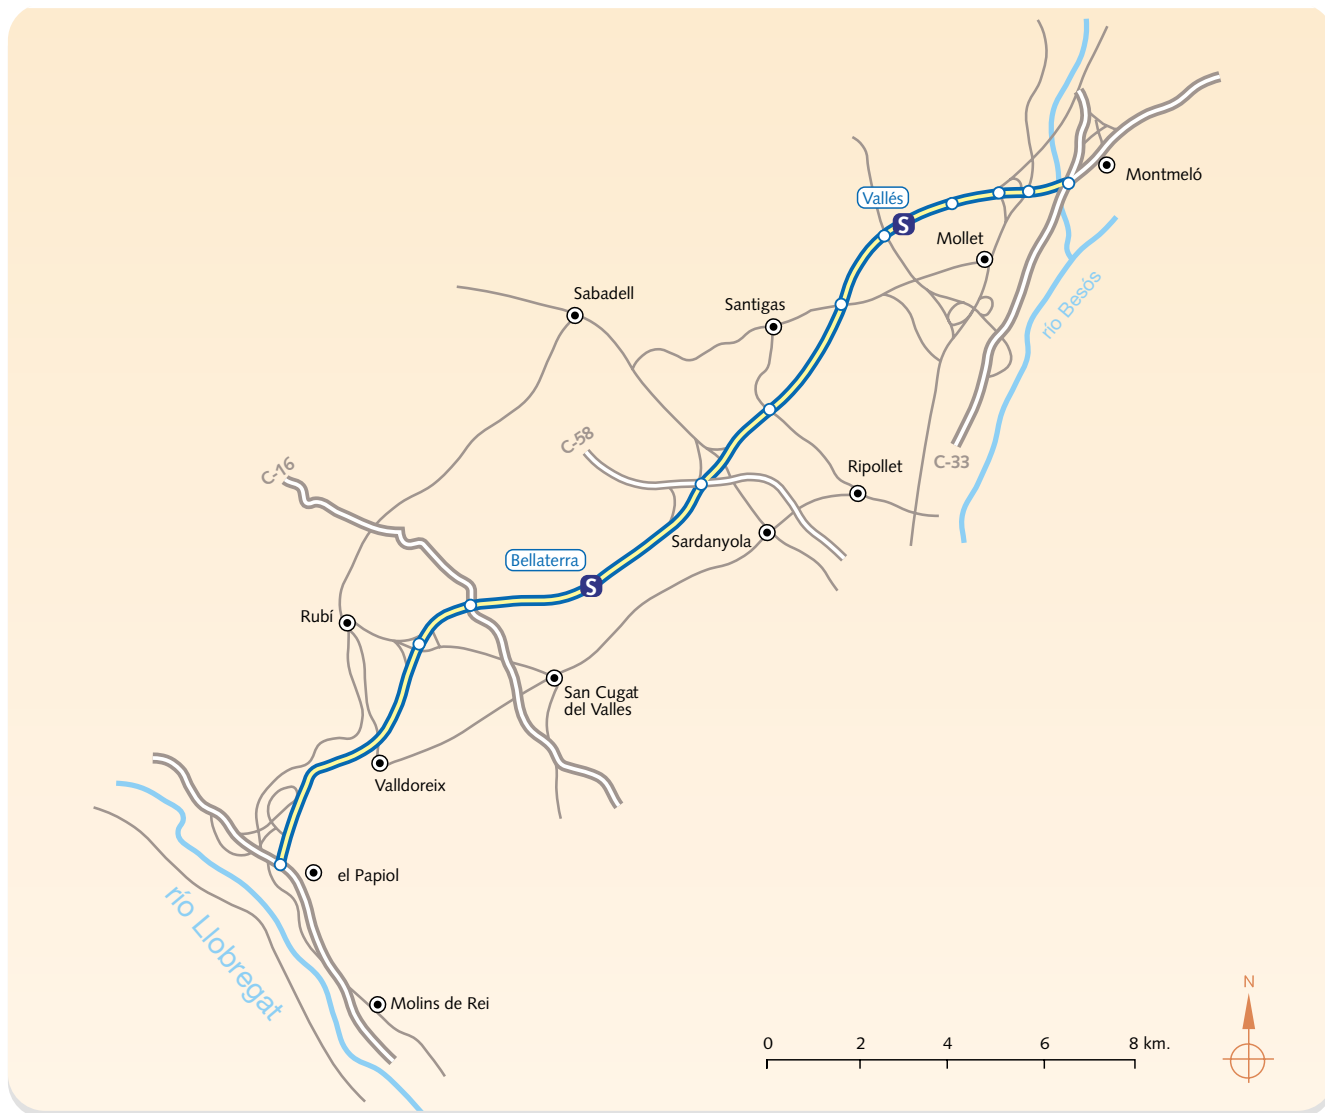 Montmeló
Vallés
S
Mollet
río Besós
Sabadell
Santigas
C-58
C-16
C-33
Ripollet
Sardanyola
Bellaterra
S
Rubí
San Cugat
del Valles
Valldoreix
el Papiol
río Llobregat
Molins de Rei
N
0 2 4 6 8 km.